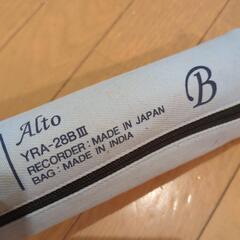 Alto
YRA-28BⅢ
RECORDER: MADE IN JAPAN
BAG: MADE IN INDIA
B